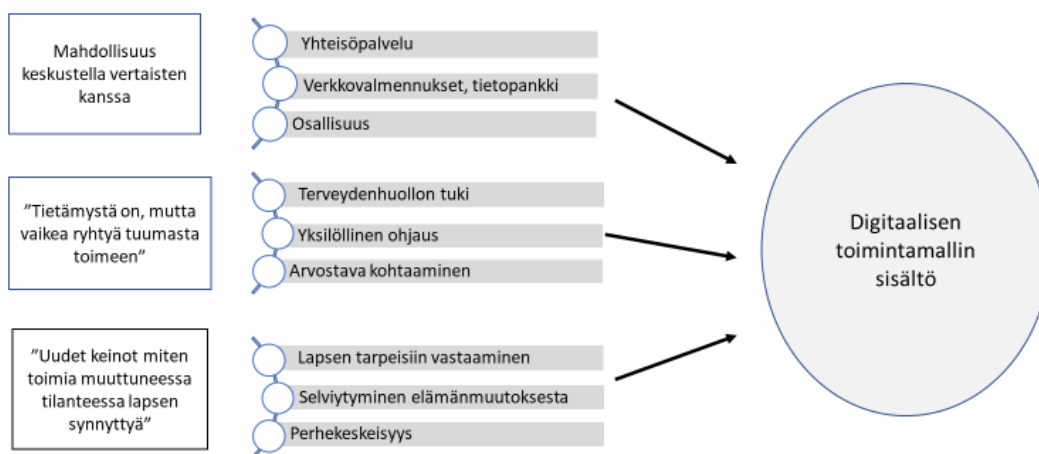 Mahdollisuus
keskustella vertaisten
kanssa
Yhteisöpalvelu
Verkkovalmennukset, tietopankki
Osallisuus
”Tietämystä on, mutta
vaikea ryhtyä tuumasta
toimeen”
Terveydenhuollon tuki
Yksilöllinen ohjaus
Arvostava kohtaaminen
”Uudet keinot miten
toimia muuttuneessa
tilanteessa lapsen
synnyttyä”
Lapsen tarpeisiin vastaaminen
Selviytyminen elämänmuutoksesta
Perhekeskeisyys
Digitaalisen
toimintamallin
sisältö